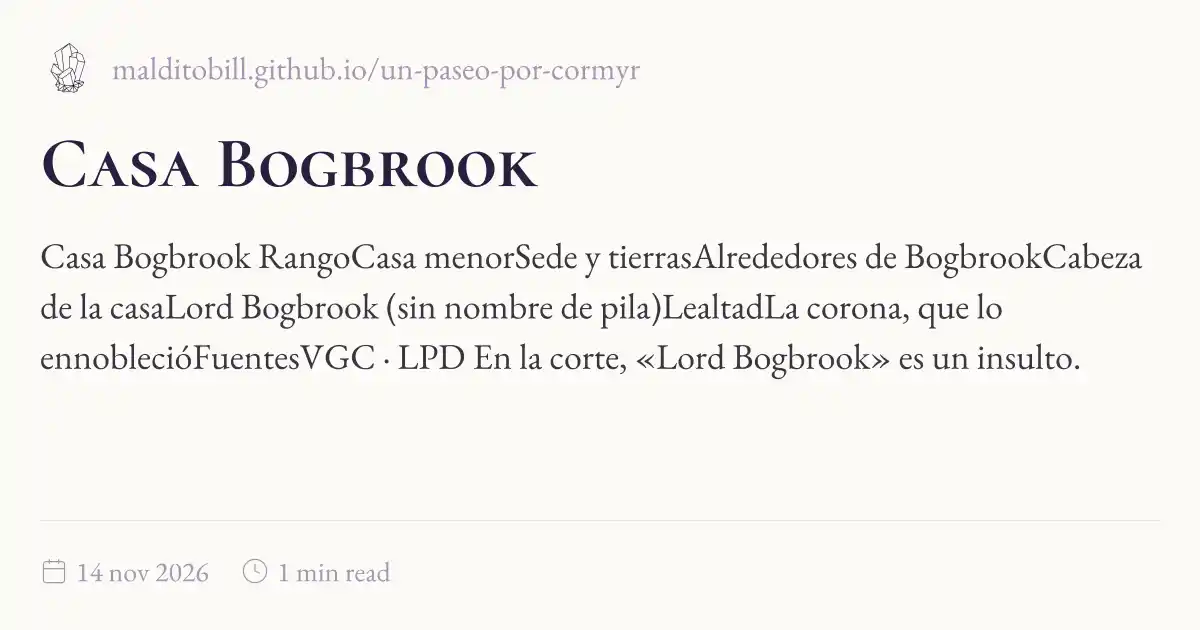 malditobill.github.io/un-paseo-por-cormyr
Casa Bogbrook
Casa Bogbrook RangoCasa menorSede y tierrasAlrededores de BogbrookCabeza
de la casaLord Bogbrook (sin nombre de pila)LealtadLa corona, que lo
ennoblecióFuentesVGC · LPD En la corte, «Lord Bogbrook» es un insulto.
14 nov 2026
1 min read